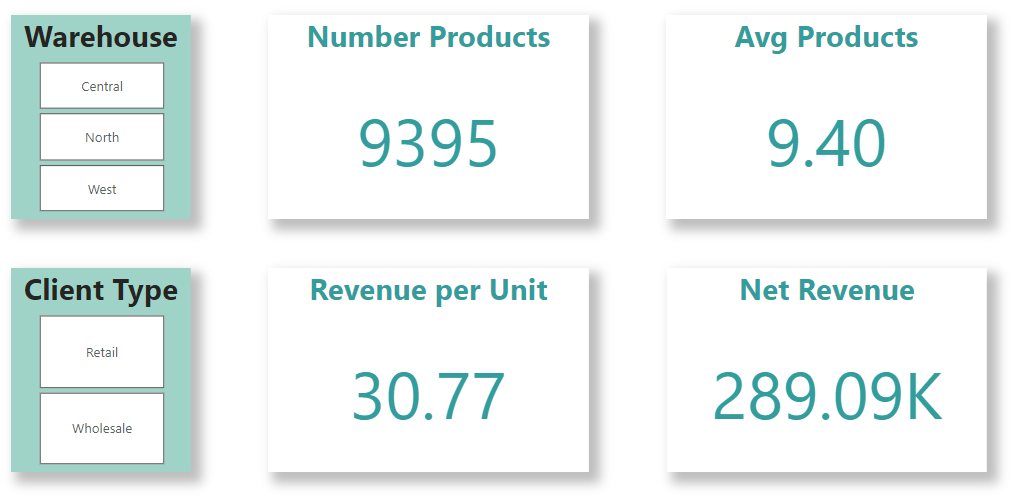 Warehouse
Central
North
West
Number Products
9395
Avg Products
9.40
Client Type
Retail
Wholesale
Revenue per Unit
30.77
Net Revenue
289.09K